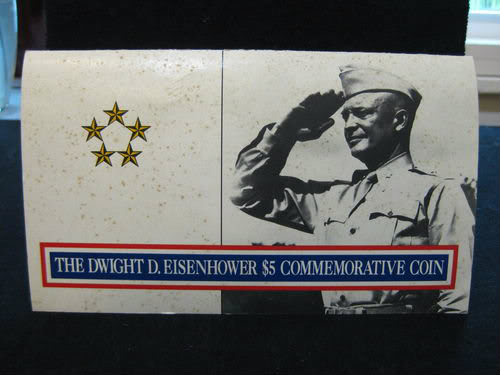 THE DWIGHT D. EISENHOWER $5 COMMEMORATIVE COIN